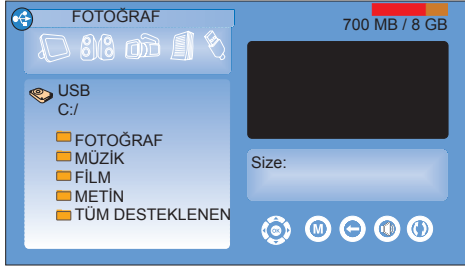 FOTOĞRAF
700 MB / 8 GB
USB
C:/
FOTOĞRAF
MÜZİK
FİLM
METİN
TÜM DESTEKLENEN
Size:
OK
M